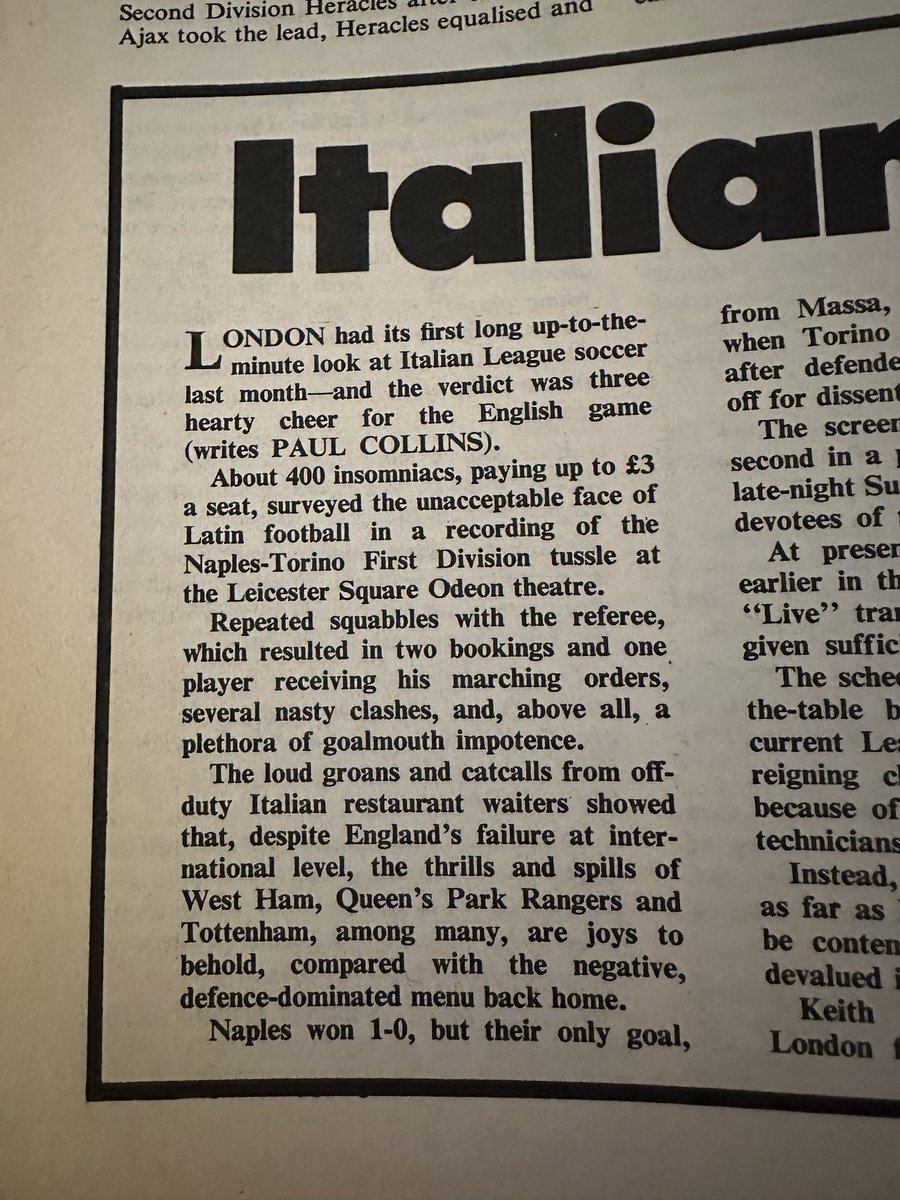 Second Division Heracles after
Ajax took the lead, Heracles equalised and
Italian
LONDON had its first long up-to-the-
minute look at Italian League soccer
last month—and the verdict was three
hearty cheer for the English game
(writes PAUL COLLINS).
About 400 insomniacs, paying up to £3
a seat, surveyed the unacceptable face of
Latin football in a recording of the
Naples-Torino First Division tussle at
the Leicester Square Odeon theatre.
Repeated squabbles with the referee,
which resulted in two bookings and one
player receiving his marching orders,
several nasty clashes, and, above all, a
plethora of goalmouth impotence.
The loud groans and catcalls from off-
duty Italian restaurant waiters showed
that, despite England's failure at inter-
national level, the thrills and spills of
West Ham, Queen's Park Rangers and
Tottenham, among many, are joys to
behold, compared with the negative,
defence-dominated menu back home.
Naples won 1-0, but their only goal,
from Massa,
when Torino
after
off for dissent
The
second in a
late-night
devotees of
At
earlier in
"Live"
given
The
the-table
current
reigning
because of
technicians
Instead,
as far as
be
devalued
Keith
London